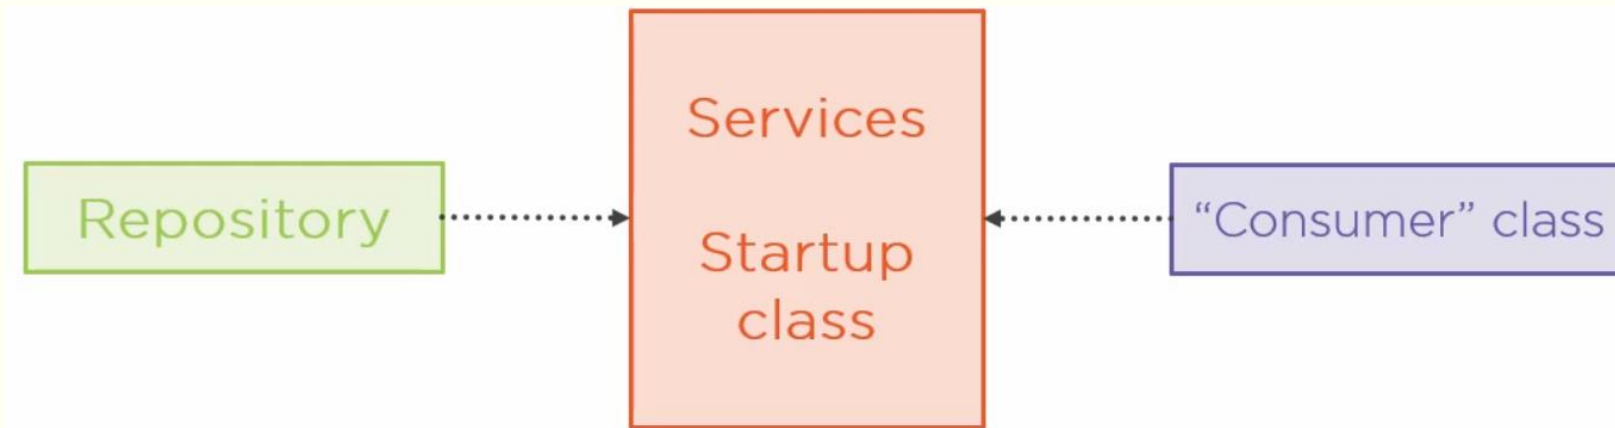 Repository
Services
Startup
class
“Consumer” class